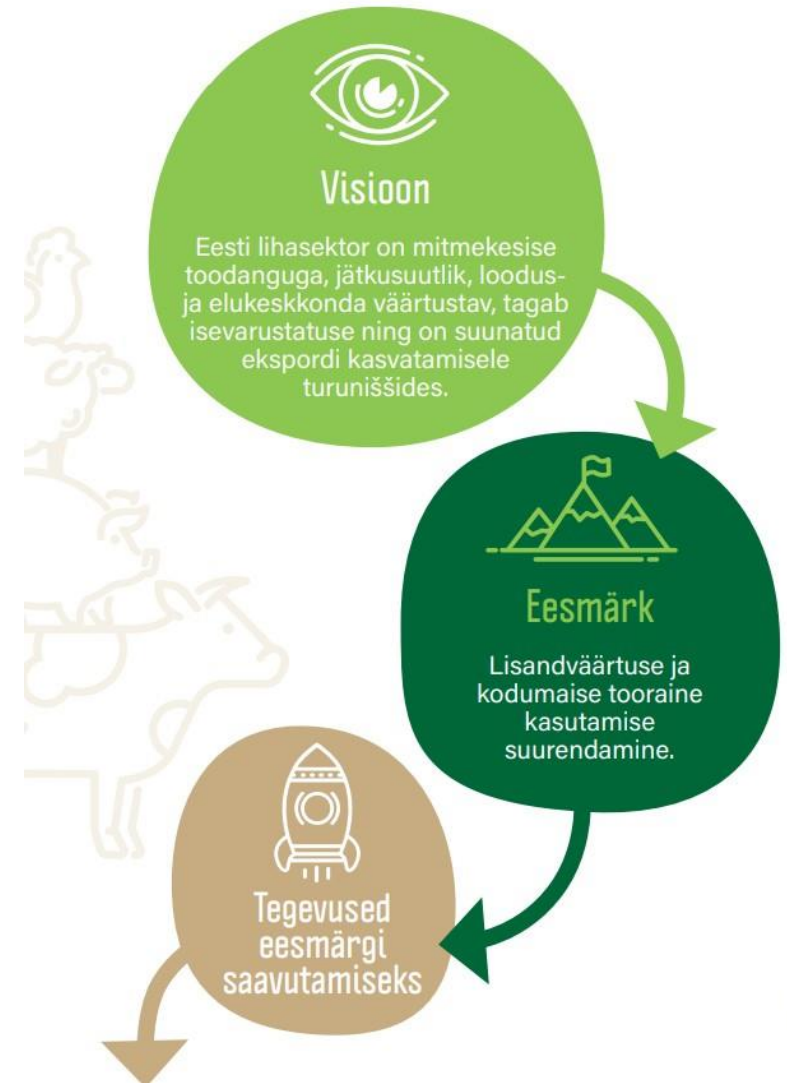 Visioon
Eesti lihasektor on mitmekesise
toodanguga, jätkusuutlik, loodus-
ja elukeskkonda väärtustav, tagab
isevarustatuse ning on suunatud
ekspordi kasvatamisele
turuniššides.
Eesmärk
Lisandväärtuse ja
kodumaise tooraine
kasutamise
suurendamine.
Tegevused
eesmärgi
saavutamiseks